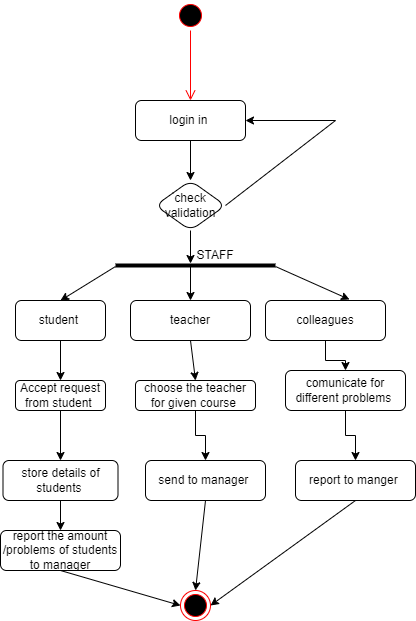 login in
check
validation
STAFF
student
teacher
colleagues
Accept request
from student
choose the teacher
for given course
comunicate for
different problems
store details of
students
send to manager
report to manger
report the amount
/problems of students
to manager